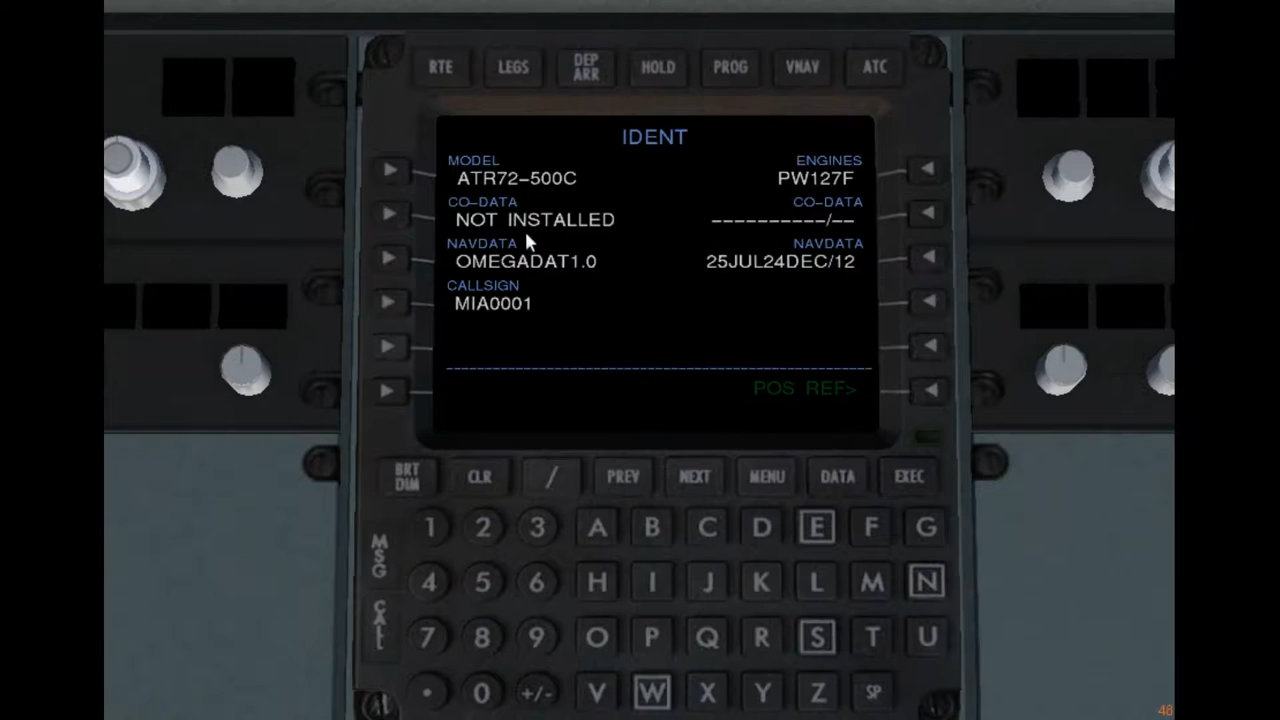 RTE LEGS DEP ARR HOLD PROG VNAV ATC
IDENT
MODEL ENGINES
ATR72-500C PW127F
CO-DATA CO-DATA
NOT INSTALLED ----------/--
NAVDATA NAVDATA
OMEGADAT1.0 25JUL24DEC/12
CALLSIGN
MIA0001
POS REF>
BRT DIM CLR / PREV NEXT MENU DATA EXEC
MSG
CALL
1 2 3 A B C D E F G
4 5 6 H I J K L M N
7 8 9 O P Q R S T U
. 0 +/- V W X Y Z SP
48